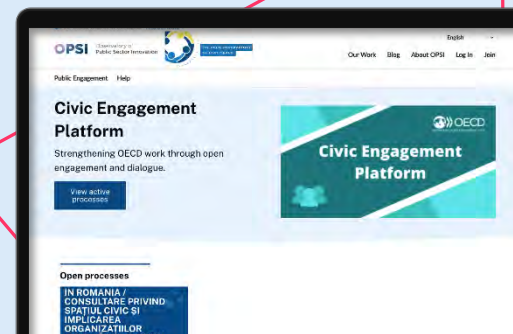 English
OPSI Observatory of
Public Sector Innovation
Our Work Blog About OPSI Log In Join
Public Engagement Help
Civic Engagement
Platform
Strengthening OECD work through open
engagement and dialogue.
View active
processes
OECD
Civic Engagement
Platform
Open processes
IN ROMANIA /
CONSULTARE PRIVIND
SPAȚIUL CIVIC ȘI
IMPLICAREA
ORGANIZAȚIILOR